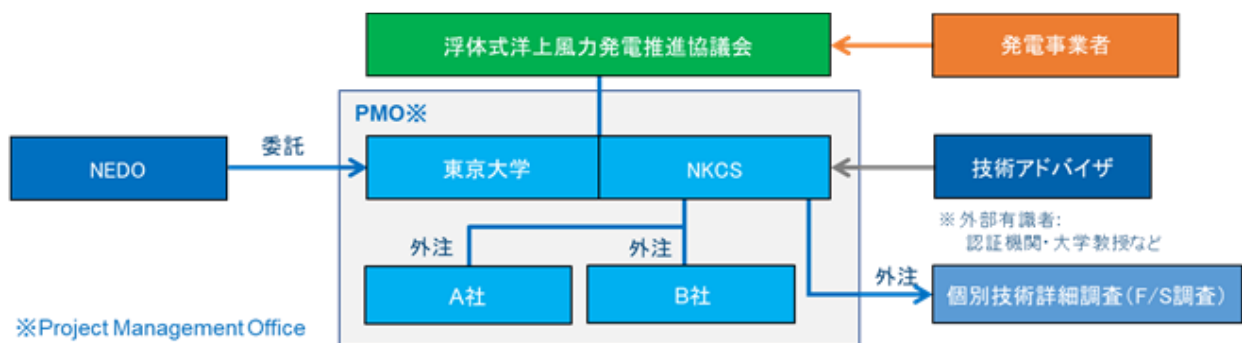 浮体式洋上風力発電推進協議会
発電事業者
PMO※
委託
NEDO
東京大学
NKCS
技術アドバイザ
※外部有識者:
認証機関・大学教授など
外注
外注
外注
A社
B社
個別技術詳細調査(F/S調査)
※Project Management Office